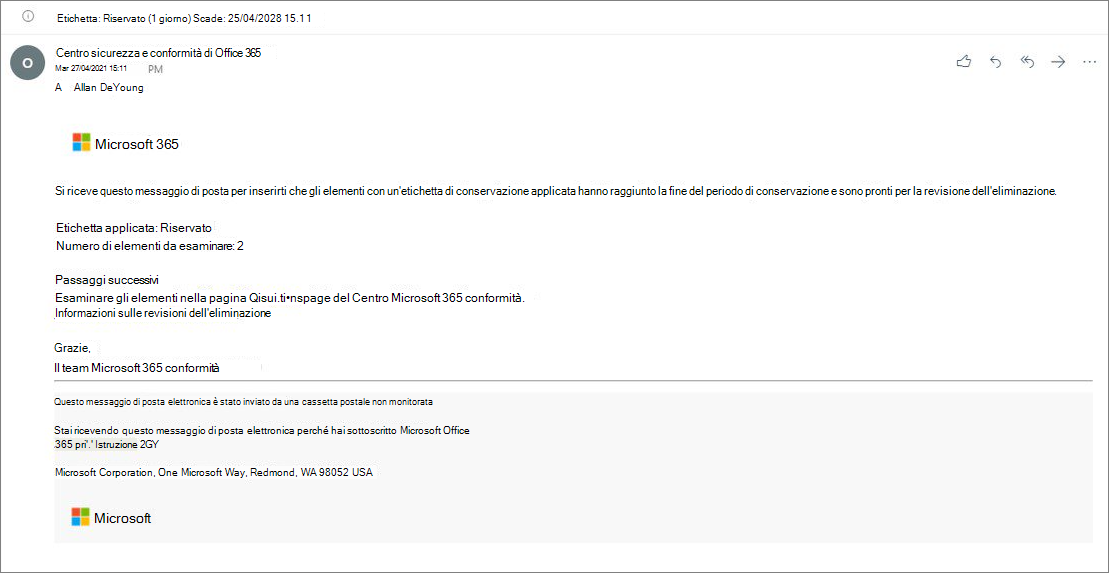 Etichetta: Riservato (1 giorno) Scade: 25/04/2028 15.11
Centro sicurezza e conformità di Office 365
O
Mar 27/04/2021 15:11 PM
A Allan DeYoung
Microsoft 365
Si riceve questo messaggio di posta per inserirti che gli elementi con un'etichetta di conservazione applicata hanno raggiunto la fine del periodo di conservazione e sono pronti per la revisione dell'eliminazione.
Etichetta applicata: Riservato
Numero di elementi da esaminare: 2
Passaggi successivi
Esaminare gli elementi nella pagina Qisui.ti•nspage del Centro Microsoft 365 conformità.
Informazioni sulle revisioni dell'eliminazione
Grazie,
Il team Microsoft 365 conformità
Questo messaggio di posta elettronica è stato inviato da una cassetta postale non monitorata
Stai ricevendo questo messaggio di posta elettronica perché hai sottoscritto Microsoft Office
.365 pri'.' Istruzione 2GY
Microsoft Corporation, One Microsoft Way, Redmond, WA 98052 USA
Microsoft